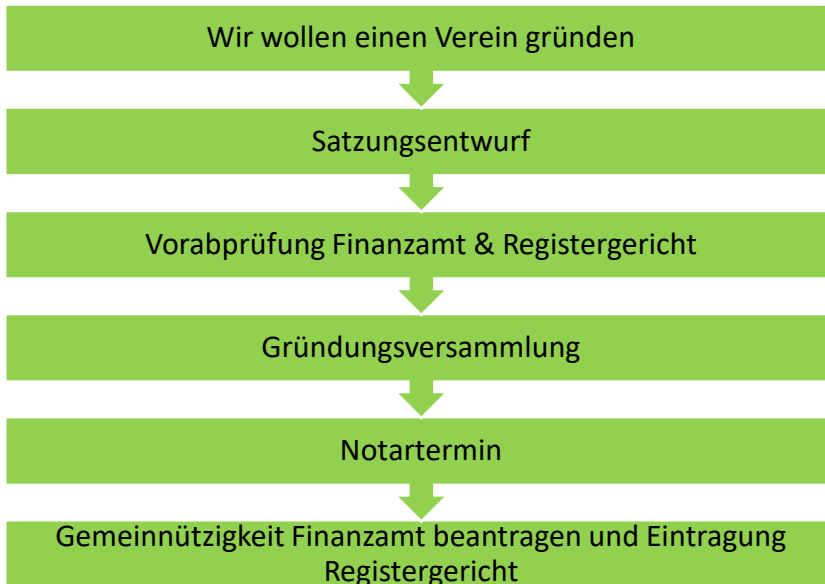 Wir wollen einen Verein gründen
Satzungsentwurf
Vorabprüfung Finanzamt & Registergericht
Gründungsversammlung
Notartermin
Gemeinnützigkeit Finanzamt beantragen und Eintragung
Registergericht